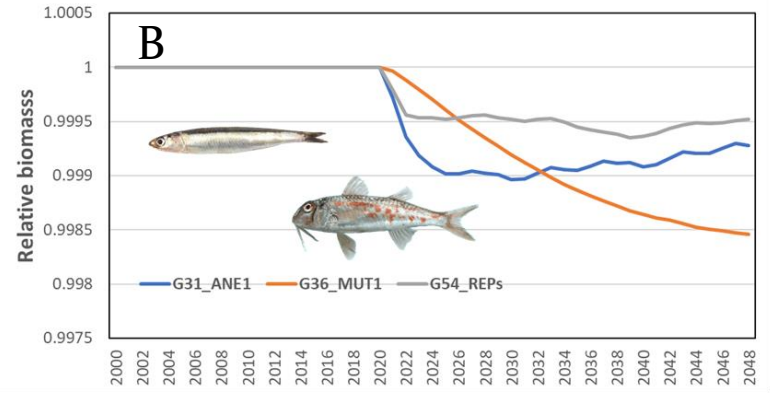 B
Relative biomasss
1.0005
1
0.9995
0.999
0.9985
0.998
0.9975
G31_ANE1 G36_MUT1 G54_REPs
2000 2002 2004 2006 2008 2010 2012 2014 2016 2018 2020 2022 2024 2026 2028 2030 2032 2034 2036 2038 2040 2042 2044 2046 2048